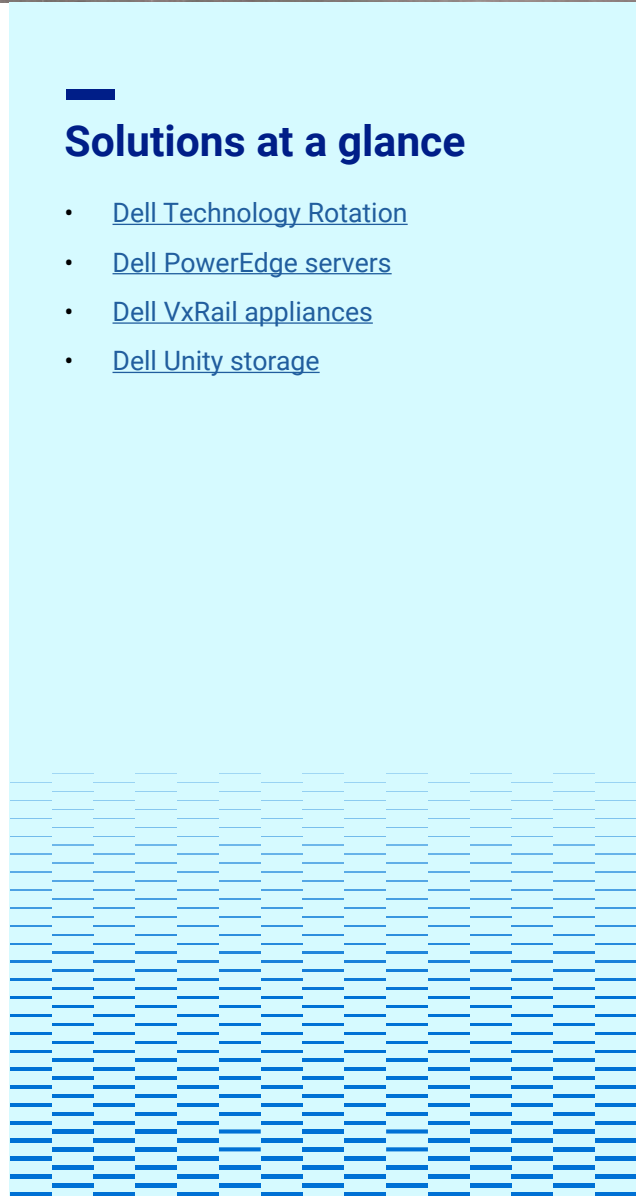 Solutions at a glance
• Dell Technology Rotation
• Dell PowerEdge servers
• Dell VxRail appliances
• Dell Unity storage